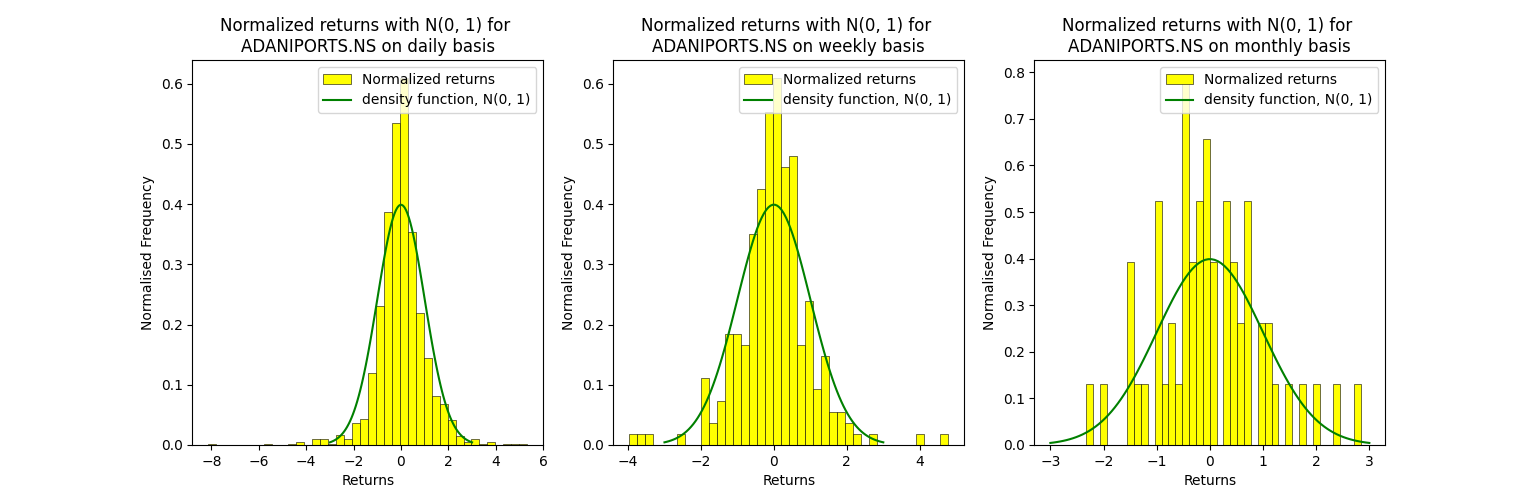 Normalized returns with N(0, 1) for
ADANIPORTS.NS on daily basis
Normalized returns
density function, N(0, 1)
Normalised Frequency
0.6
0.5
0.4
0.3
0.2
0.1
0.0
−8
−6
−4
−2
0
2
4
6
Returns
Normalized returns with N(0, 1) for
ADANIPORTS.NS on weekly basis
Normalized returns
density function, N(0, 1)
Normalised Frequency
0.6
0.5
0.4
0.3
0.2
0.1
0.0
−4
−2
0
2
4
Returns
Normalized returns with N(0, 1) for
ADANIPORTS.NS on monthly basis
Normalized returns
density function, N(0, 1)
Normalised Frequency
0.8
0.7
0.6
0.5
0.4
0.3
0.2
0.1
0.0
−3
−2
−1
0
1
2
3
Returns